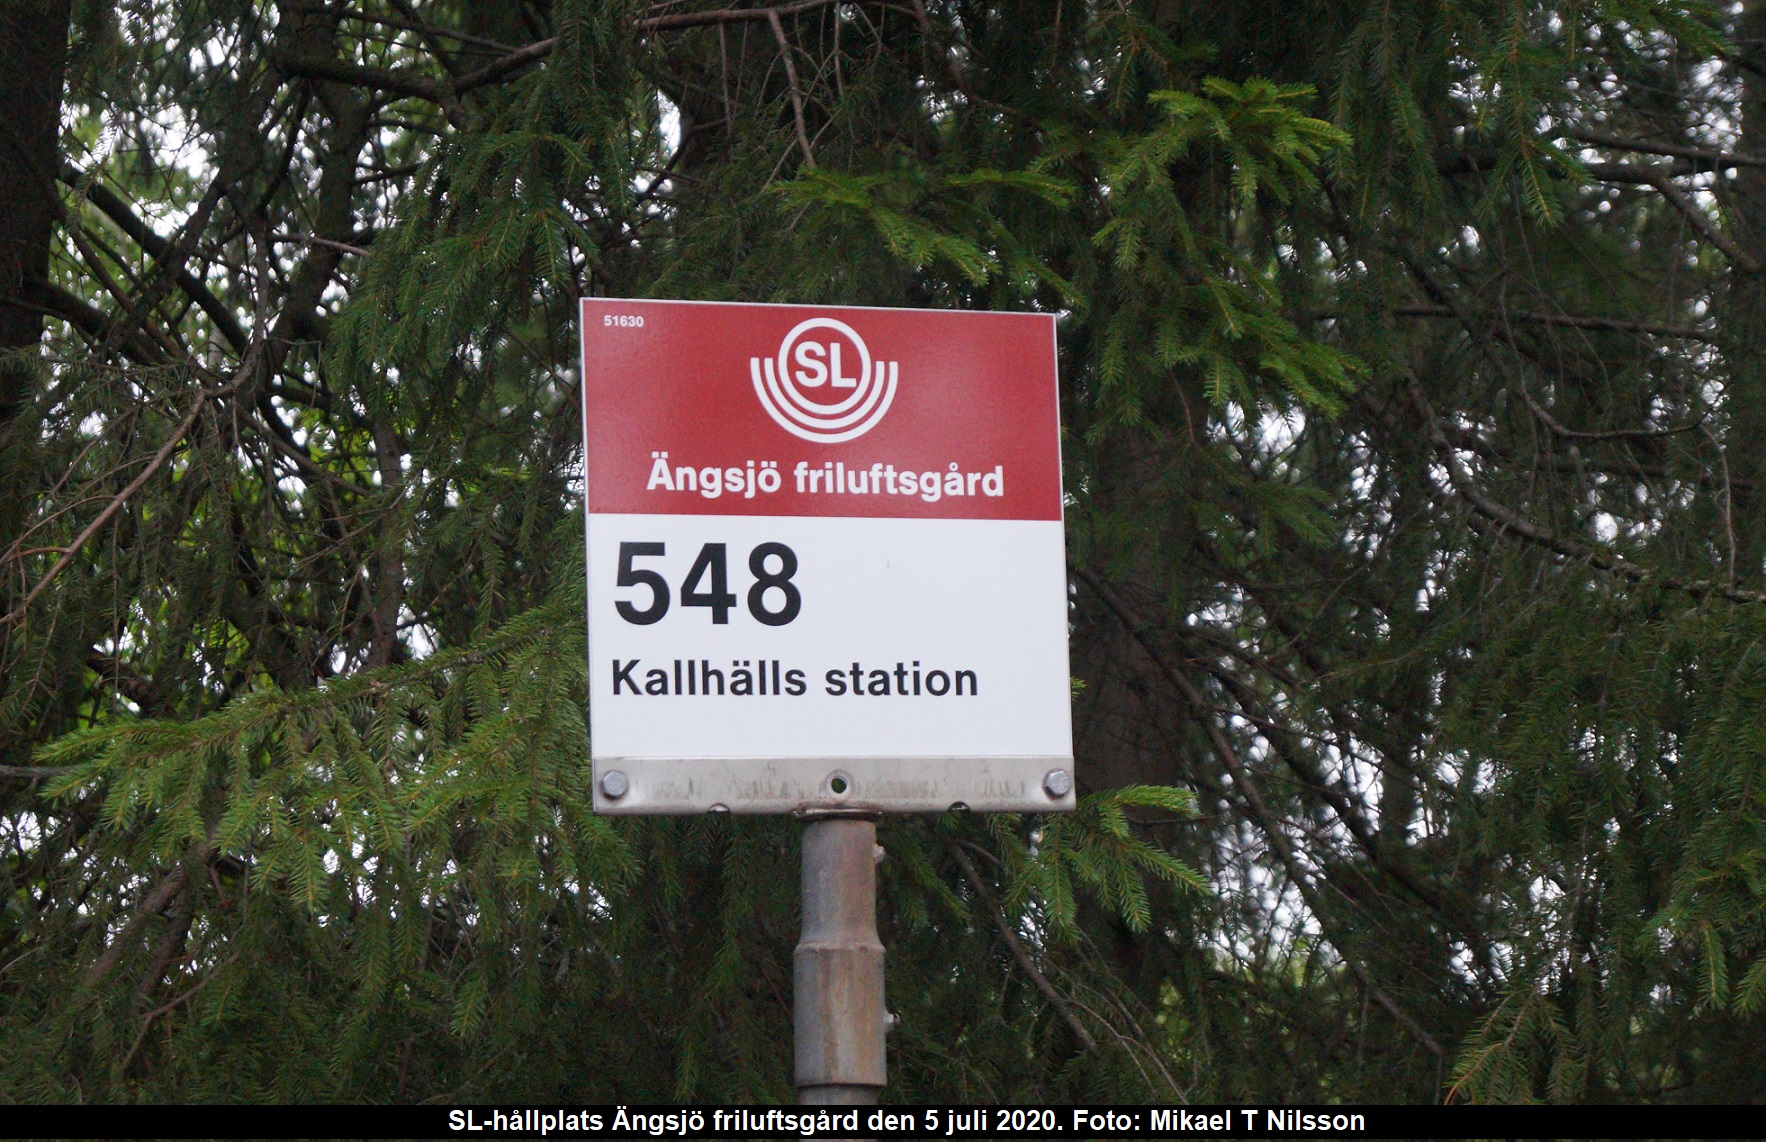 51630
SL
Ängsjö friluftsgård
548
Kallhälls station
SL-hållplats Ängsjö friluftsgård den 5 juli 2020. Foto: Mikael T Nilsson